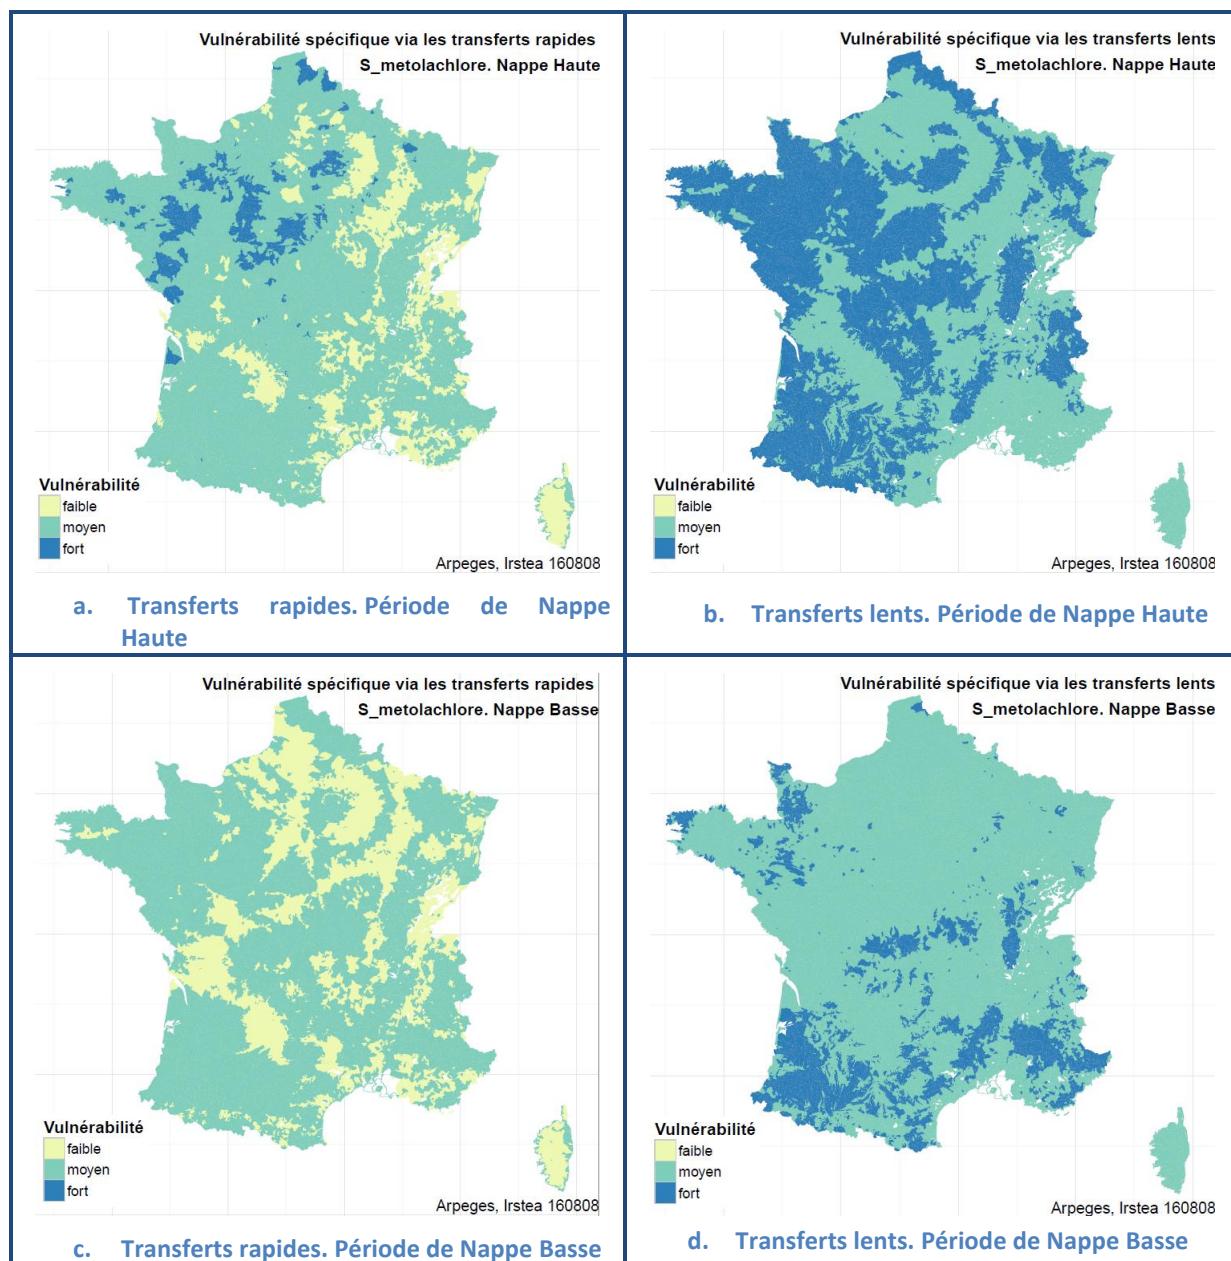 Vulnérabilité spécifique via les transferts rapides
S_metolachlore. Nappe Haute
Vulnérabilité
faible
moyen
fort
Arpeges, Irstea 160808
a. Transferts rapides. Période de Nappe
Haute
Vulnérabilité spécifique via les transferts lents
S_metolachlore. Nappe Haute
Vulnérabilité
faible
moyen
fort
Arpeges, Irstea 160808
b. Transferts lents. Période de Nappe Haute
Vulnérabilité spécifique via les transferts rapides
S_metolachlore. Nappe Basse
Vulnérabilité
faible
moyen
fort
Arpeges, Irstea 160808
c. Transferts rapides. Période de Nappe Basse
Vulnérabilité spécifique via les transferts lents
S_metolachlore. Nappe Basse
Vulnérabilité
faible
moyen
fort
Arpeges, Irstea 160808
d. Transferts lents. Période de Nappe Basse